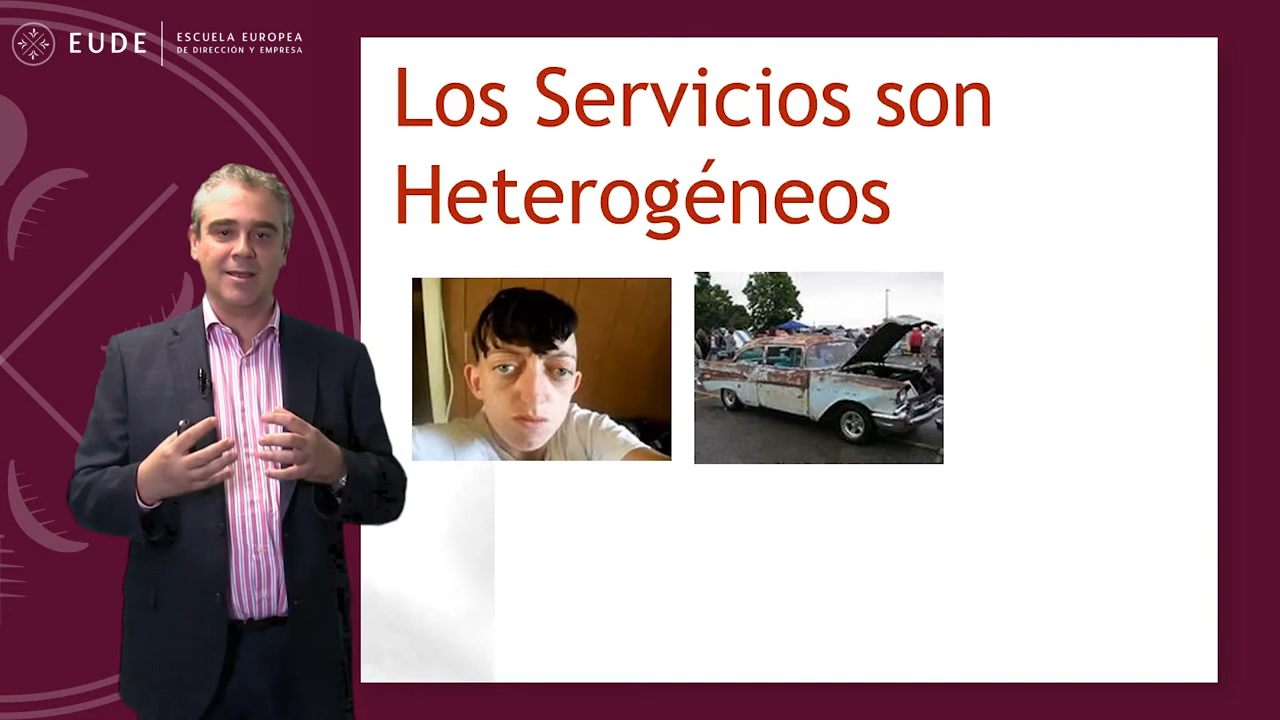 EUDE
ESCUELA EUROPEA
DE DIRECCIÓN Y EMPRESA
Los Servicios son
Heterogéneos